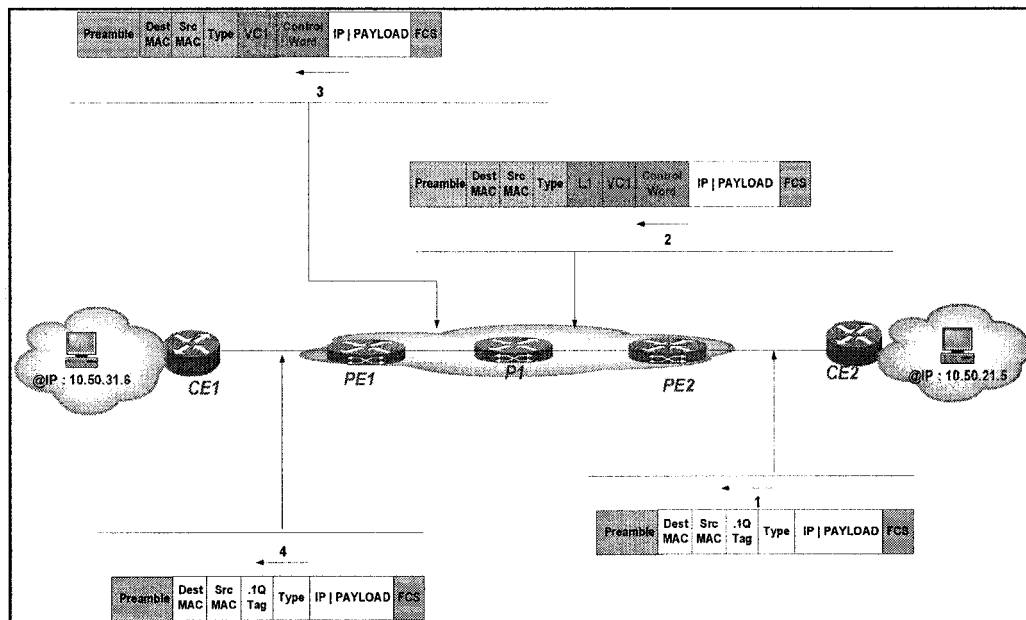 Preamble Dest MAC Src MAC Type VC1 Control Word IP | PAYLOAD FCS
3
Preamble Dest MAC Src MAC Type L1 VC1 Control Word IP | PAYLOAD FCS
2
@IP : 10.50.31.6
CE1
PE1
P1
PE2
CE2
@IP : 10.50.21.5
1
Preamble Dest MAC Src MAC .1Q Tag Type IP | PAYLOAD FCS
4
Preamble Dest MAC Src MAC .1Q Tag Type IP | PAYLOAD FCS